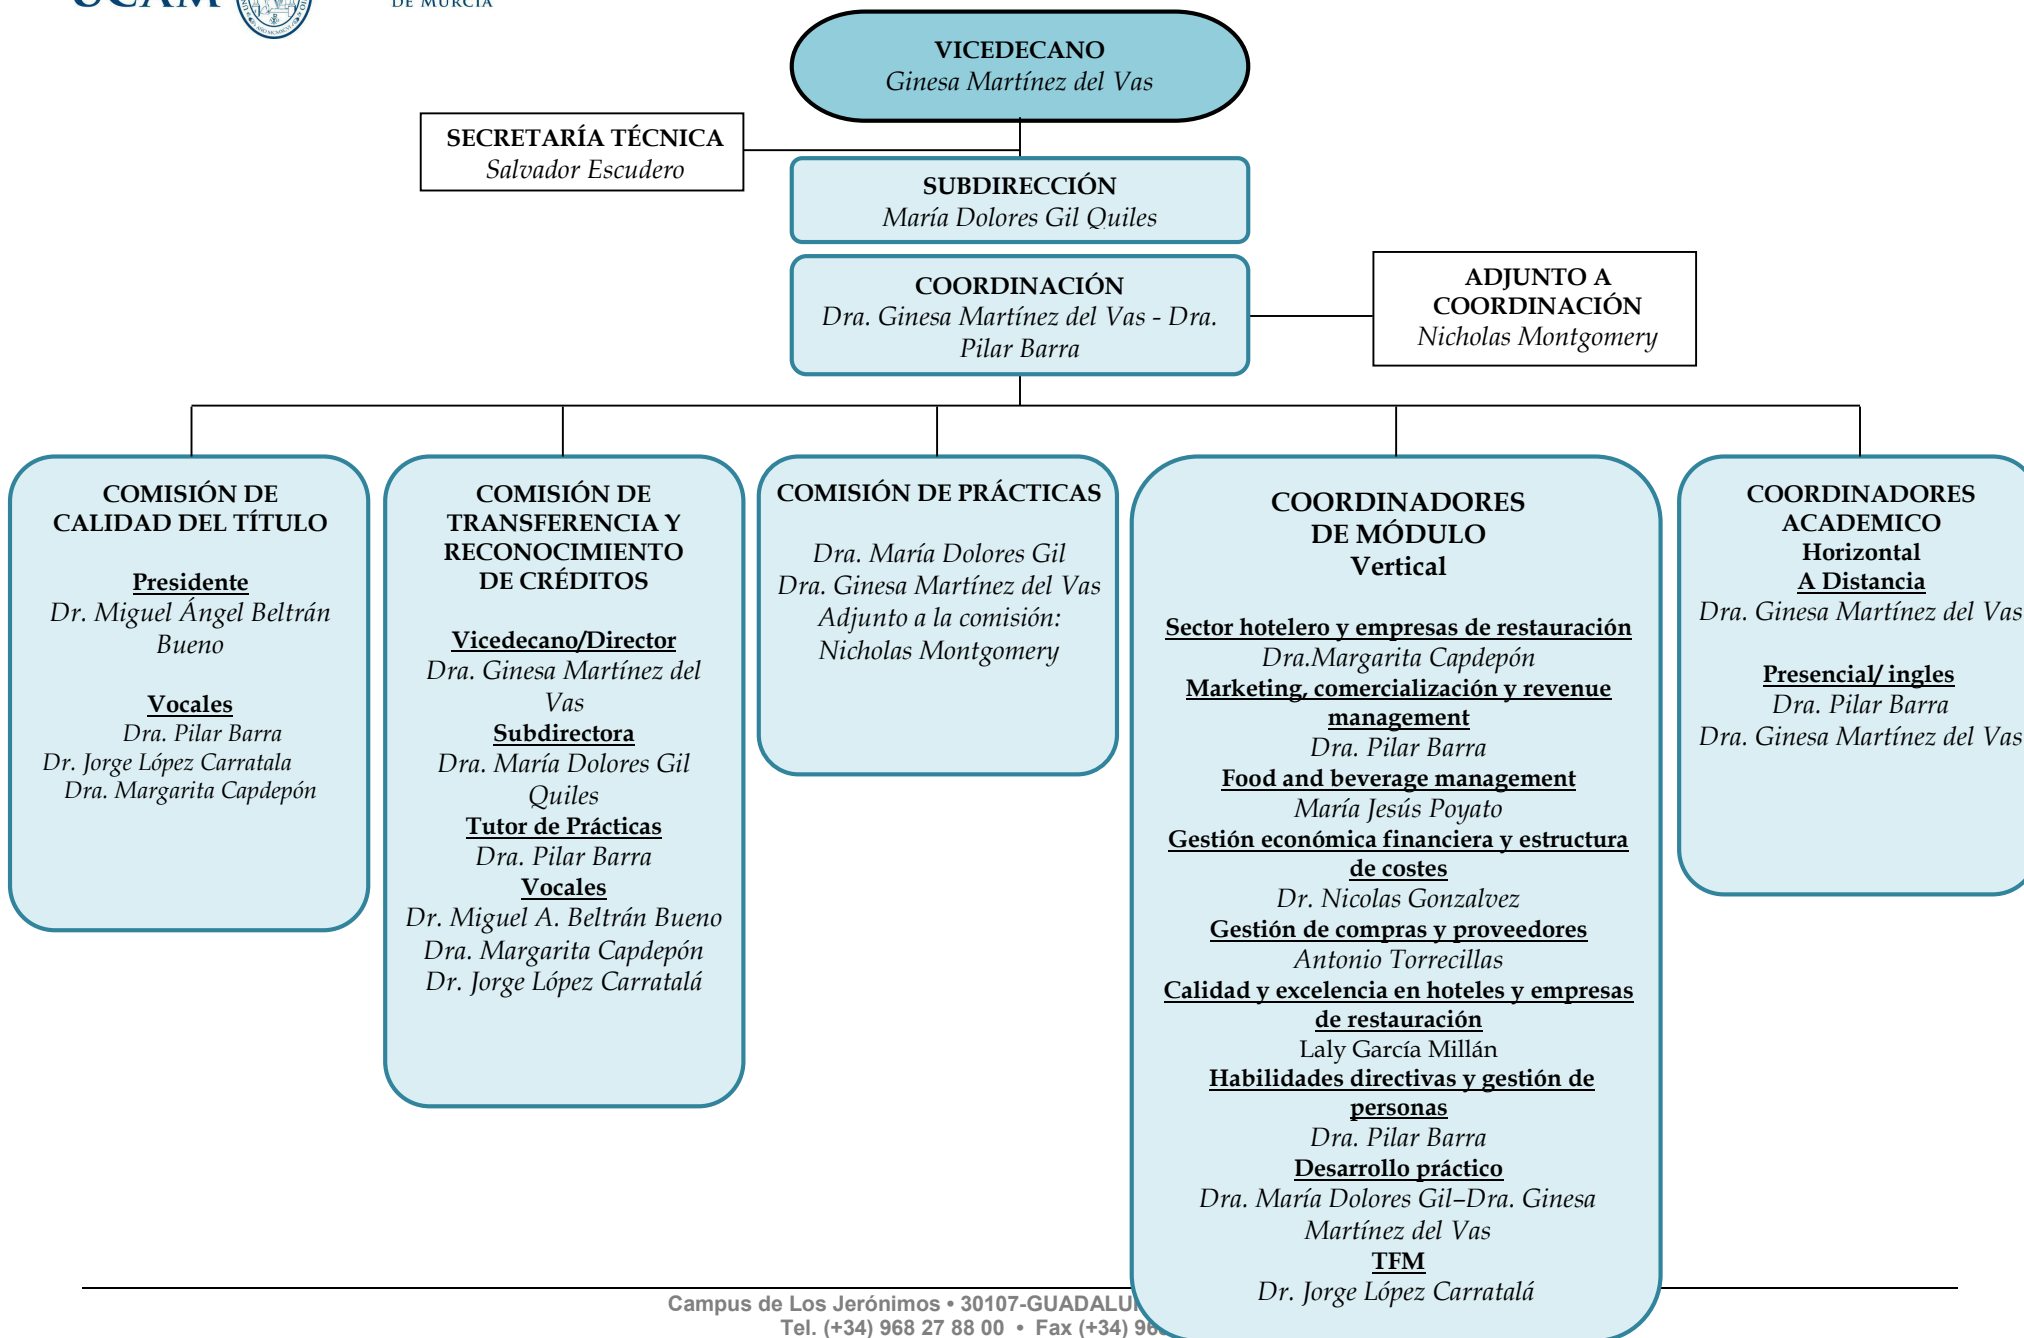 UCAM
DE MURCIA
VICEDECANO
Ginesa Martínez del Vas
SECRETARÍA TÉCNICA
Salvador Escudero
SUBDIRECCIÓN
María Dolores Gil Quiles
COORDINACIÓN
Dra. Ginesa Martínez del Vas - Dra.
Pilar Barra
ADJUNTO A
COORDINACIÓN
Nicholas Montgomery
COMISIÓN DE
CALIDAD DEL TÍTULO
Presidente
Dr. Miguel Ángel Beltrán
Bueno
Vocales
Dra. Pilar Barra
Dr. Jorge López Carratala
Dra. Margarita Capdepón
COMISIÓN DE
TRANSFERENCIA Y
RECONOCIMIENTO
DE CRÉDITOS
Vicedecano/Director
Dra. Ginesa Martínez del
Vas
Subdirectora
Dra. María Dolores Gil
Quiles
Tutor de Prácticas
Dra. Pilar Barra
Vocales
Dr. Miguel A. Beltrán Bueno
Dra. Margarita Capdepón
Dr. Jorge López Carratalá
COMISIÓN DE PRÁCTICAS
Dra. María Dolores Gil
Dra. Ginesa Martínez del Vas
Adjunto a la comisión:
Nicholas Montgomery
COORDINADORES
DE MÓDULO
Vertical
Sector hotelero y empresas de restauración
Dra.Margarita Capdepón
Marketing, comercialización y revenue
management
Dra. Pilar Barra
Food and beverage management
María Jesús Poyato
Gestión económica financiera y estructura
de costes
Dr. Nicolas Gonzalvez
Gestión de compras y proveedores
Antonio Torrecillas
Calidad y excelencia en hoteles y empresas
de restauración
Laly García Millán
Habilidades directivas y gestión de
personas
Dra. Pilar Barra
Desarrollo práctico
Dra. María Dolores Gil–Dra. Ginesa
Martínez del Vas
TFM
Dr. Jorge López Carratalá
COORDINADORES
ACADEMICO
Horizontal
A Distancia
Dra. Ginesa Martínez del Vas
Presencial/ ingles
Dra. Pilar Barra
Dra. Ginesa Martínez del Vas
Campus de Los Jerónimos • 30107-GUADALU
Tel. (+34) 968 27 88 00 • Fax (+34) 96